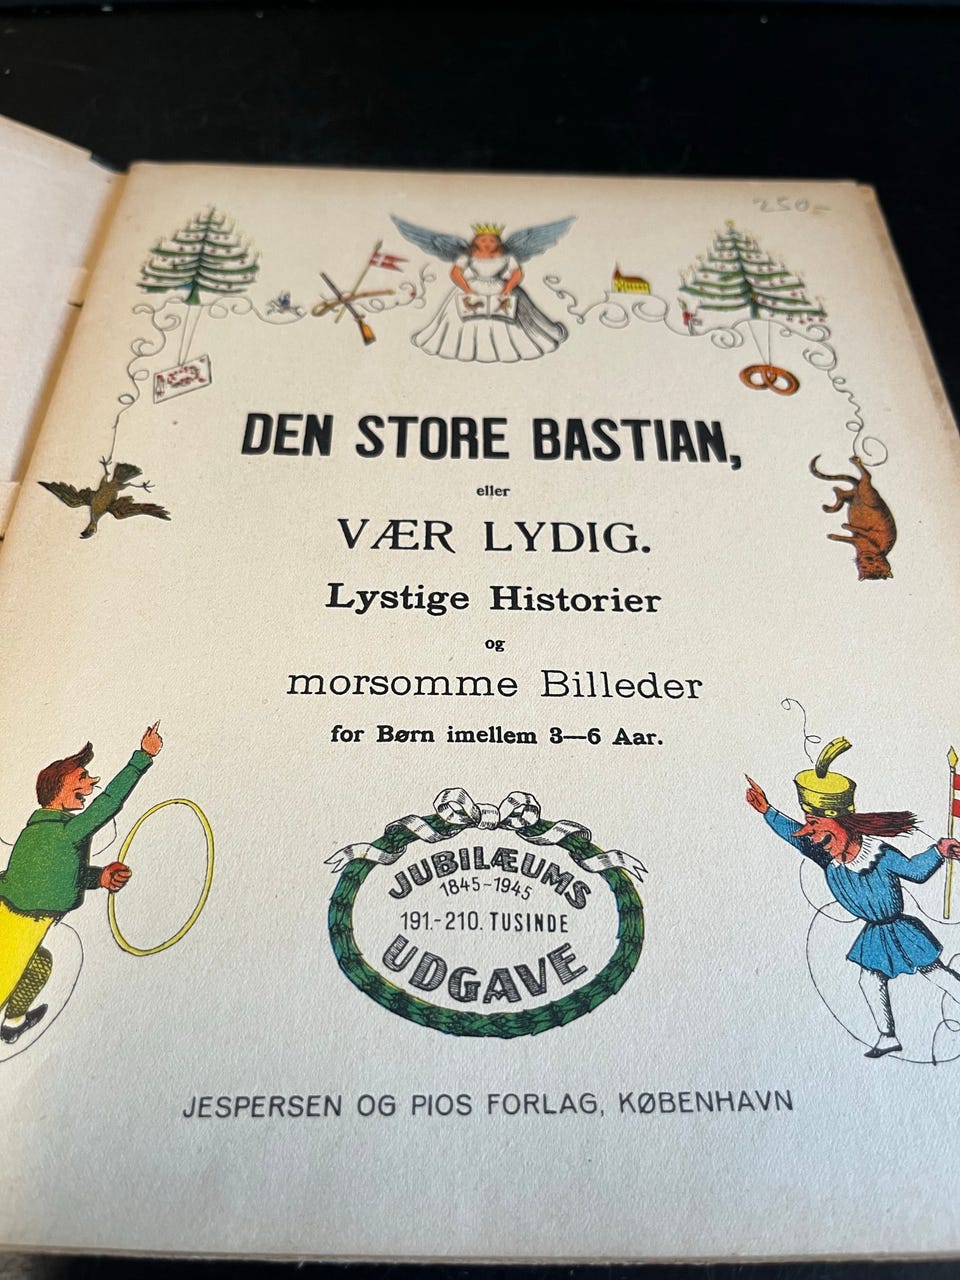 250-
DEN STORE BASTIAN,
eller
VÆR LYDIG.
Lystige Historier
og
morsomme Billeder
for Børn imellem 3—6 Aar.
JUBILÆUMS
1845-1945
191.-210. TUSINDE
UDGAVE
JESPERSEN OG PIOS FORLAG, KØBENHAVN